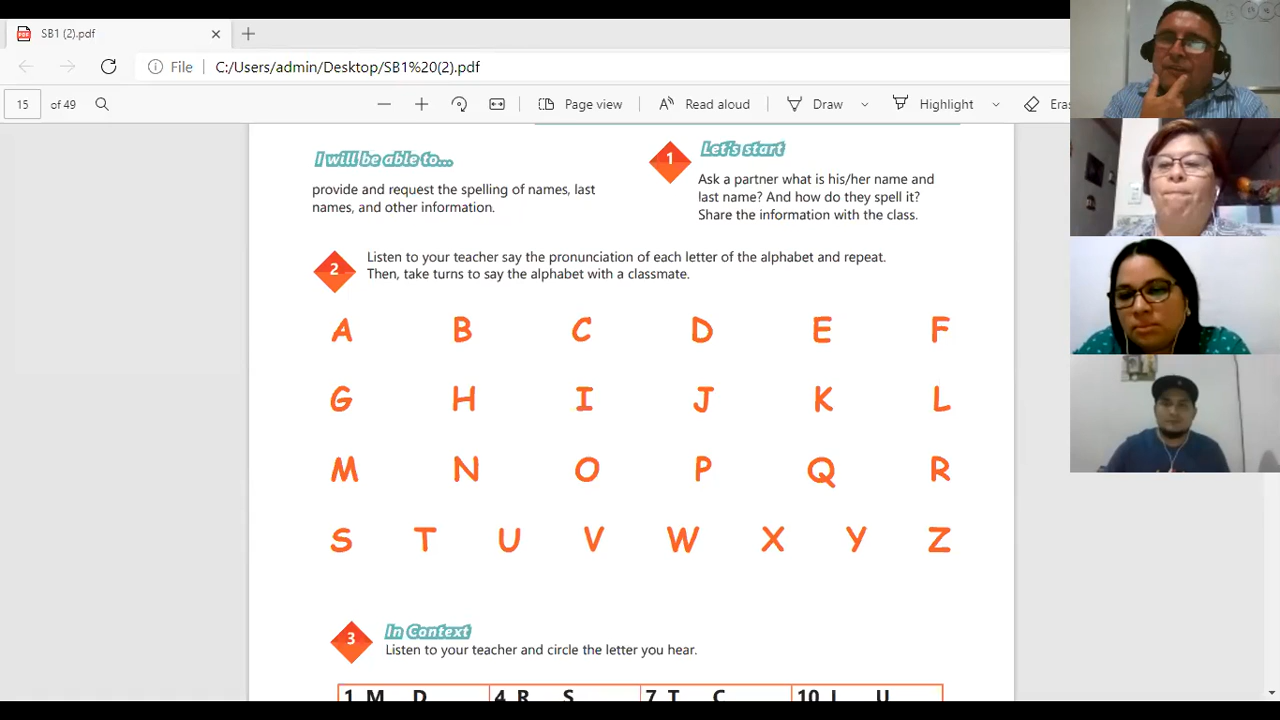 SB1 (2).pdf
File C:/Users/admin/Desktop/SB1%20(2).pdf
15 of 49 Page view Read aloud Draw Highlight Eras
I will be able to...
provide and request the spelling of names, last
names, and other information.
1 Let's start
Ask a partner what is his/her name and
last name? And how do they spell it?
Share the information with the class.
2 Listen to your teacher say the pronunciation of each letter of the alphabet and repeat.
Then, take turns to say the alphabet with a classmate.
A B C D E F
G H I J K L
M N O P Q R
S T U V W X Y Z
3 In Context
Listen to your teacher and circle the letter you hear.
1 M D 4 R S 7 T C 10 I U